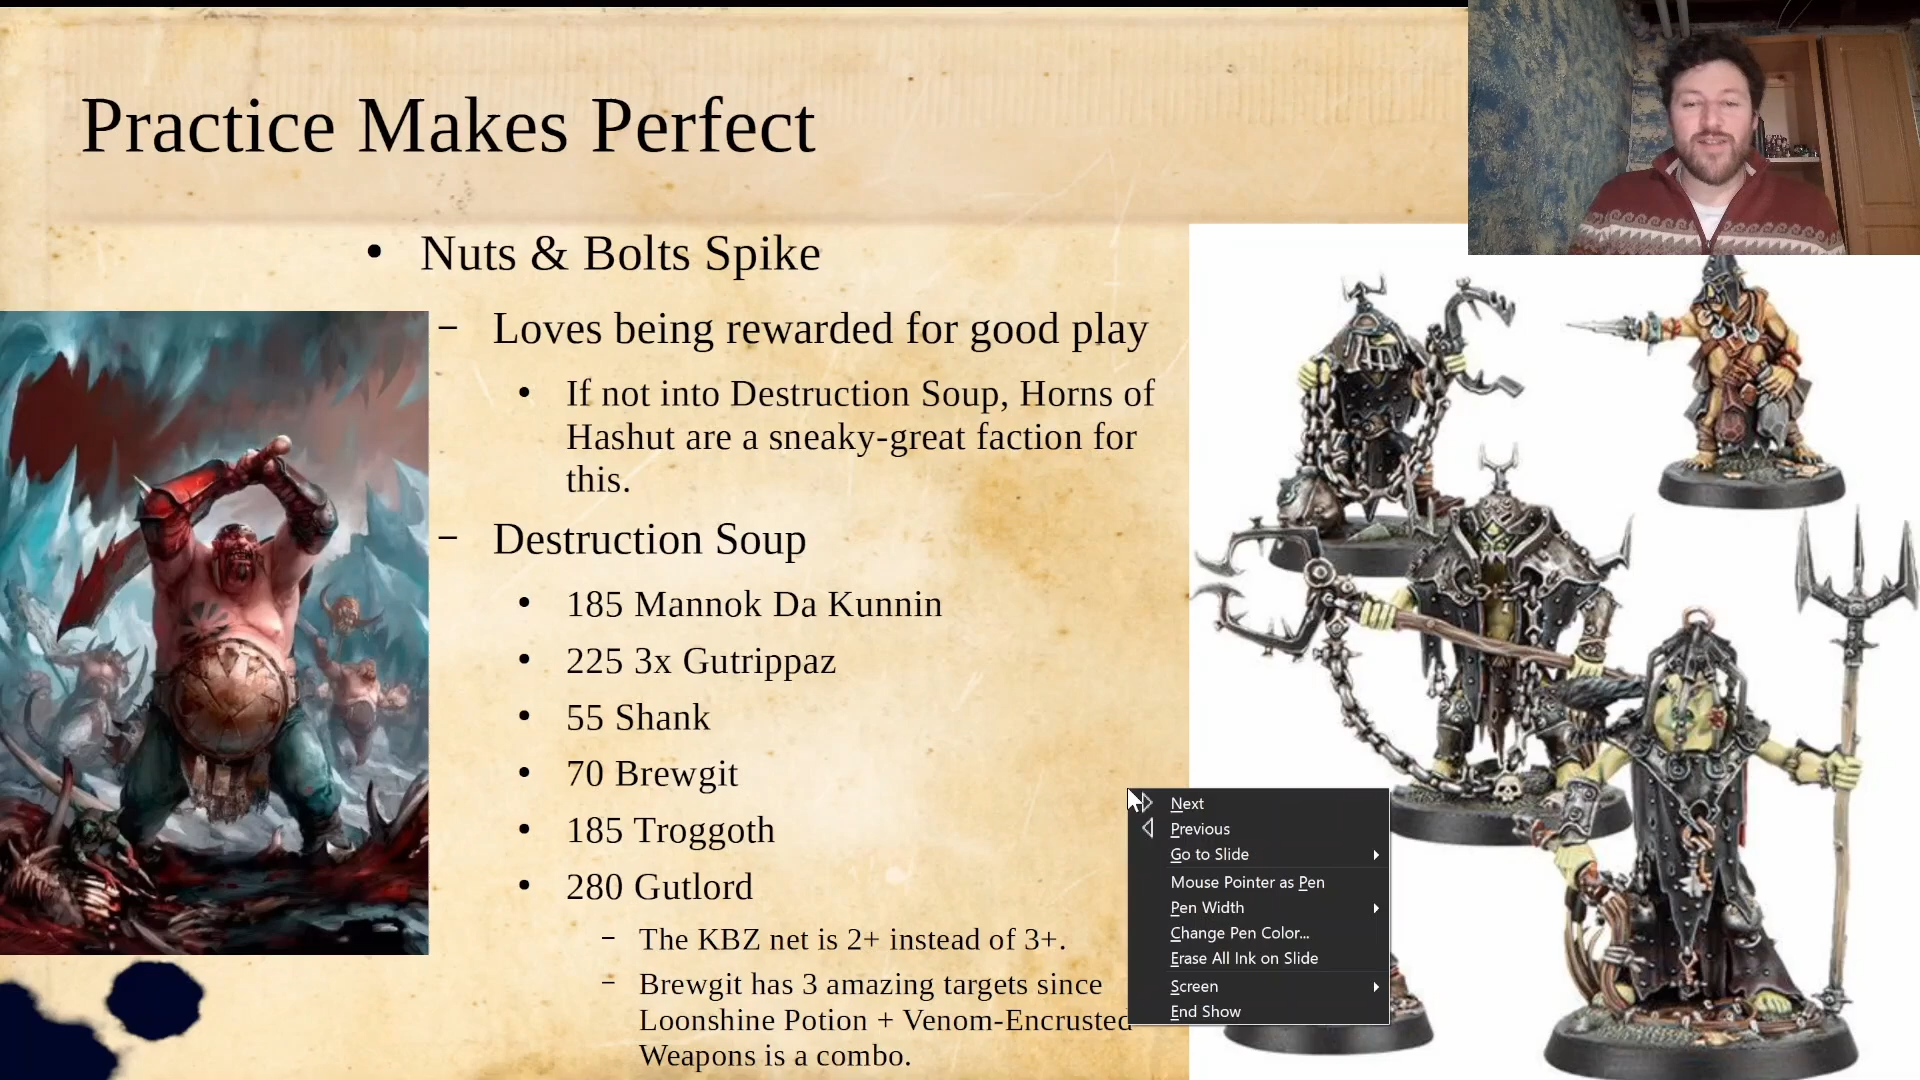 Practice Makes Perfect
• Nuts & Bolts Spike
– Loves being rewarded for good play
• If not into Destruction Soup, Horns of
Hashut are a sneaky-great faction for
this.
– Destruction Soup
• 185 Mannok Da Kunnin
• 225 3x Gutrippaz
• 55 Shank
• 70 Brewgit
• 185 Troggoth
• 280 Gutlord
– The KBZ net is 2+ instead of 3+.
– Brewgit has 3 amazing targets since
Loonshine Potion + Venom-Encrusted
Weapons is a combo.
Next
Previous
Go to Slide
Mouse Pointer as Pen
Pen Width
Change Pen Color...
Erase All Ink on Slide
Screen
End Show